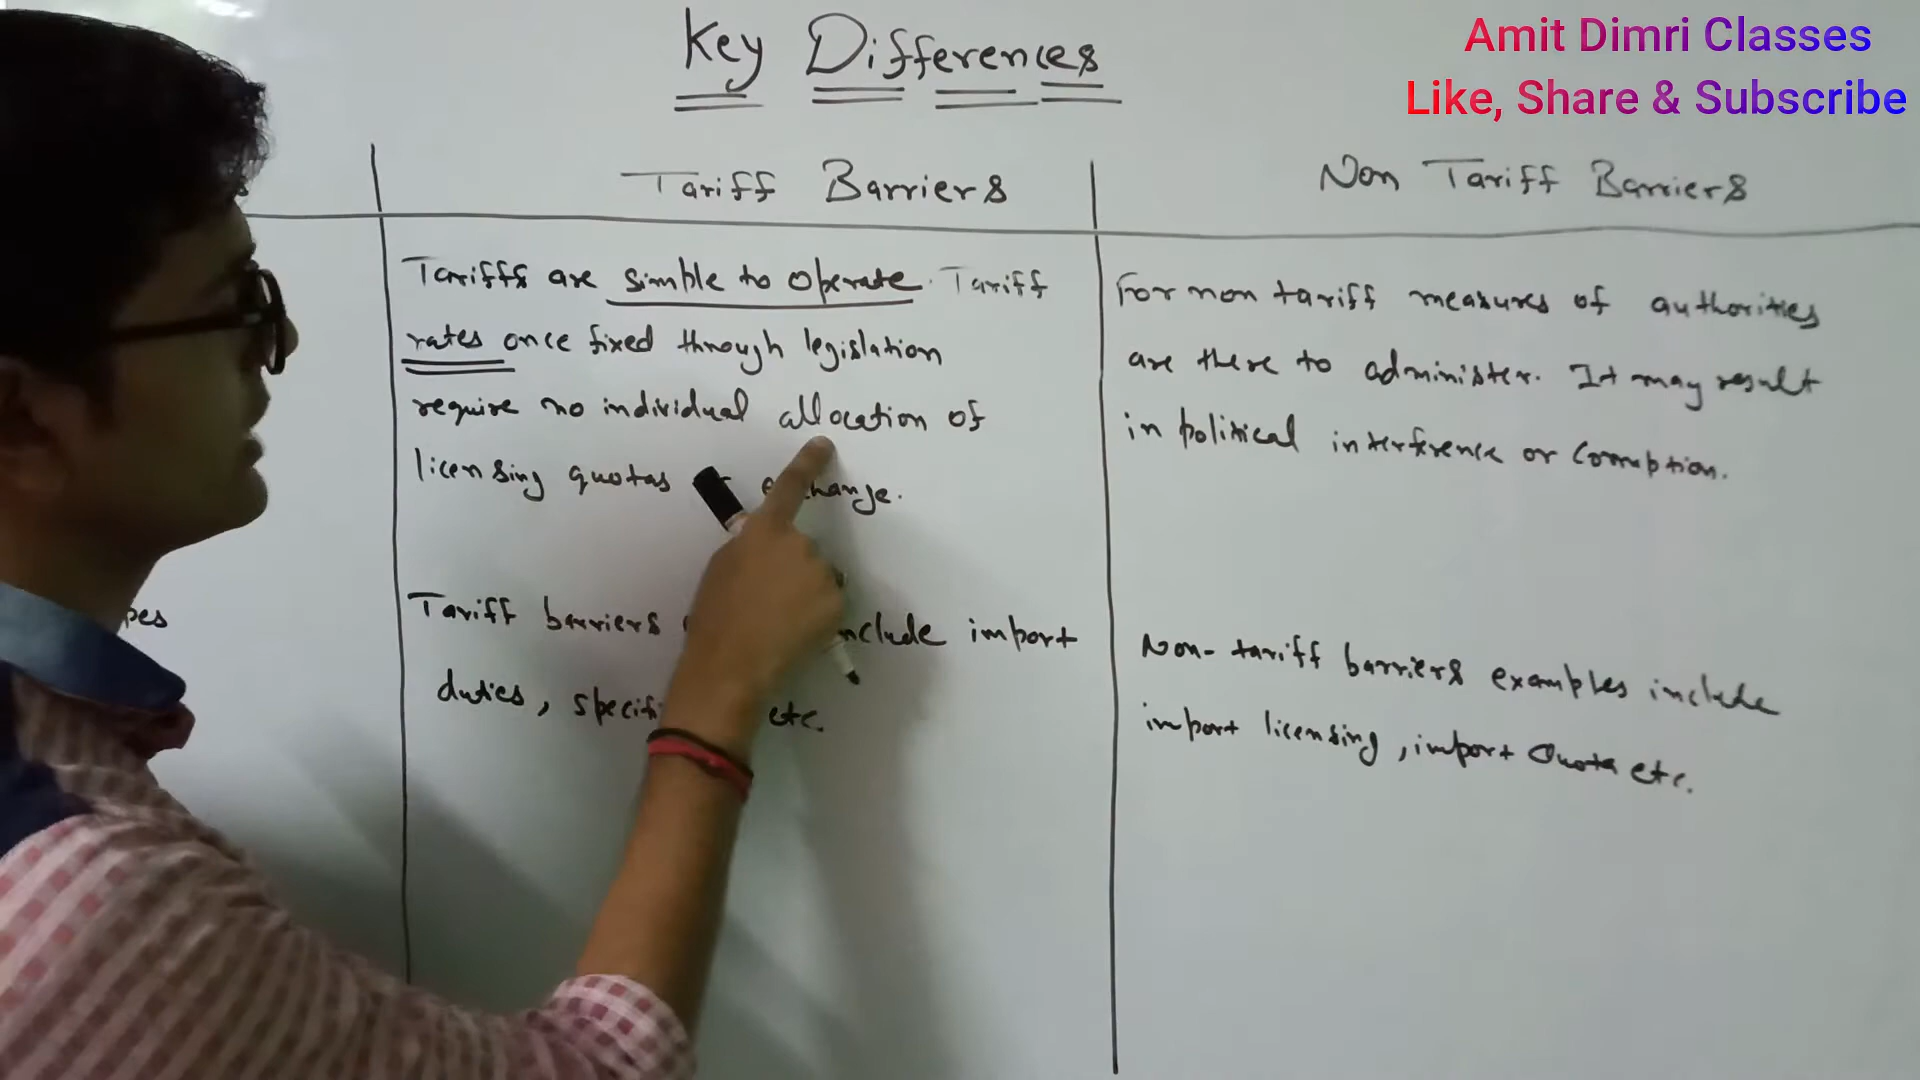 Key Differences
Amit Dimri Classes
Like, Share & Subscribe
Tariff Barriers
Non Tariff Barriers
Tariffs are simple to operate. Tariff
rates once fixed through legislation
require no individual allocation of
licensing quotas
For non tariff measures of authorities
are there to administer. It may result
in political interference or corruption.
Tariff barriers include import
duties, etc.
Non-tariff barriers examples include
import licensing, import Quota etc.